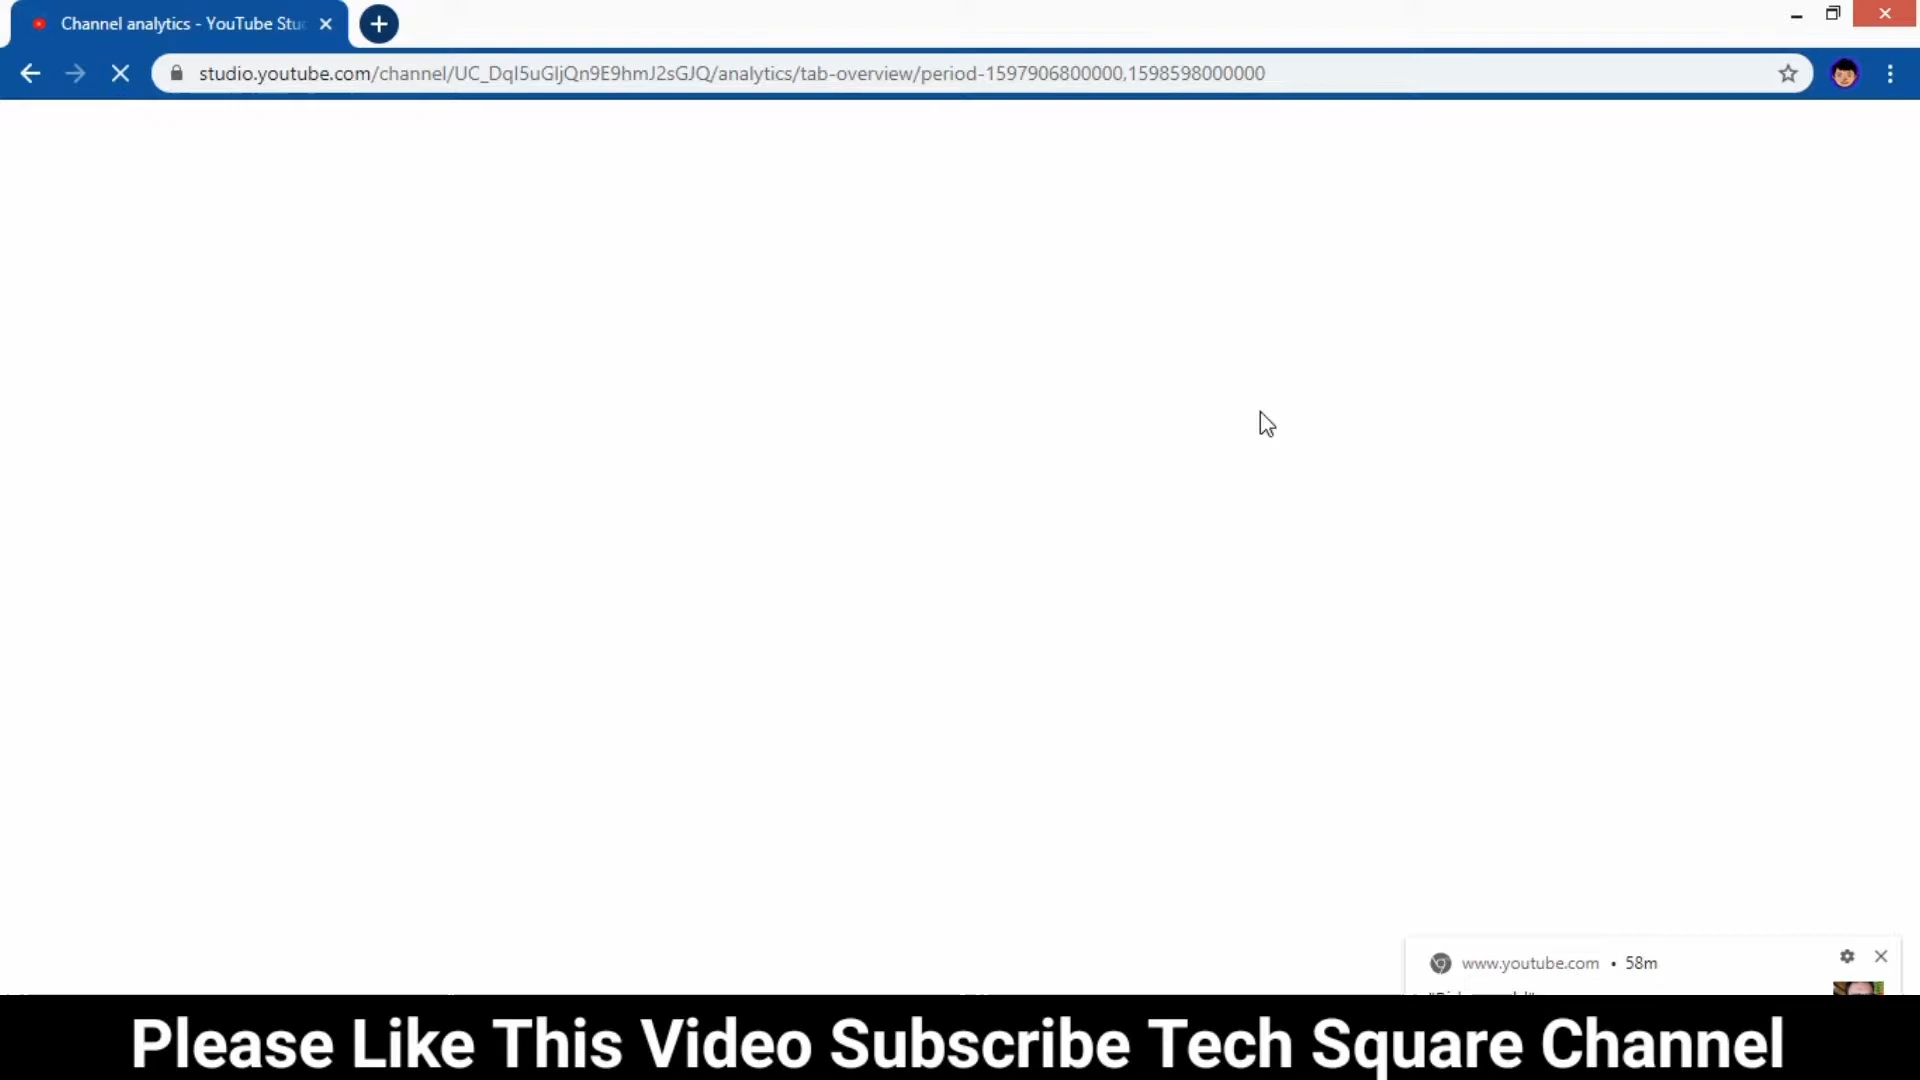 Channel analytics - YouTube Stu
studio.youtube.com/channel/UC_DqI5uGIjQn9E9hmJ2sGJQ/analytics/tab-overview/period-1597906800000,1598598000000
www.youtube.com • 58m
Please Like This Video Subscribe Tech Square Channel